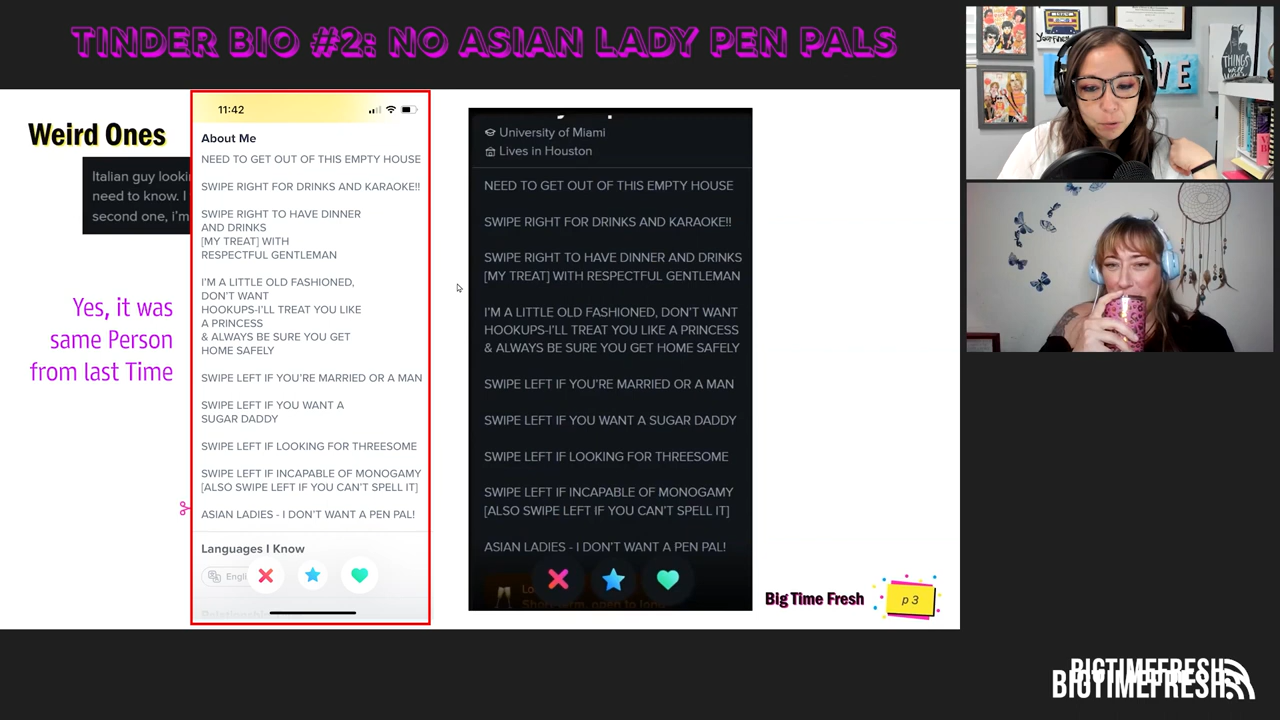 TINDER BIO #2: NO ASIAN LADY PEN PALS
Weird Ones
Italian guy looki
need to know. I
second one, i'm
Yes, it was
same Person
from last Time
11:42
About Me
NEED TO GET OUT OF THIS EMPTY HOUSE
SWIPE RIGHT FOR DRINKS AND KARAOKE!!
SWIPE RIGHT TO HAVE DINNER
AND DRINKS
[MY TREAT] WITH
RESPECTFUL GENTLEMAN
I'M A LITTLE OLD FASHIONED,
DON'T WANT
HOOKUPS-I'LL TREAT YOU LIKE
A PRINCESS
& ALWAYS BE SURE YOU GET
HOME SAFELY
SWIPE LEFT IF YOU'RE MARRIED OR A MAN
SWIPE LEFT IF YOU WANT A
SUGAR DADDY
SWIPE LEFT IF LOOKING FOR THREESOME
SWIPE LEFT IF INCAPABLE OF MONOGAMY
[ALSO SWIPE LEFT IF YOU CAN'T SPELL IT]
ASIAN LADIES - I DON'T WANT A PEN PAL!
Languages I Know
Engli
University of Miami
Lives in Houston
NEED TO GET OUT OF THIS EMPTY HOUSE
SWIPE RIGHT FOR DRINKS AND KARAOKE!!
SWIPE RIGHT TO HAVE DINNER AND DRINKS
[MY TREAT] WITH RESPECTFUL GENTLEMAN
I'M A LITTLE OLD FASHIONED, DON'T WANT
HOOKUPS-I'LL TREAT YOU LIKE A PRINCESS
& ALWAYS BE SURE YOU GET HOME SAFELY
SWIPE LEFT IF YOU'RE MARRIED OR A MAN
SWIPE LEFT IF YOU WANT A SUGAR DADDY
SWIPE LEFT IF LOOKING FOR THREESOME
SWIPE LEFT IF INCAPABLE OF MONOGAMY
[ALSO SWIPE LEFT IF YOU CAN'T SPELL IT]
ASIAN LADIES - I DON'T WANT A PEN PAL!
Big Time Fresh
p 3
THINGS
WORK
BIGTIMEFRESH
BIGTIMEFRESH